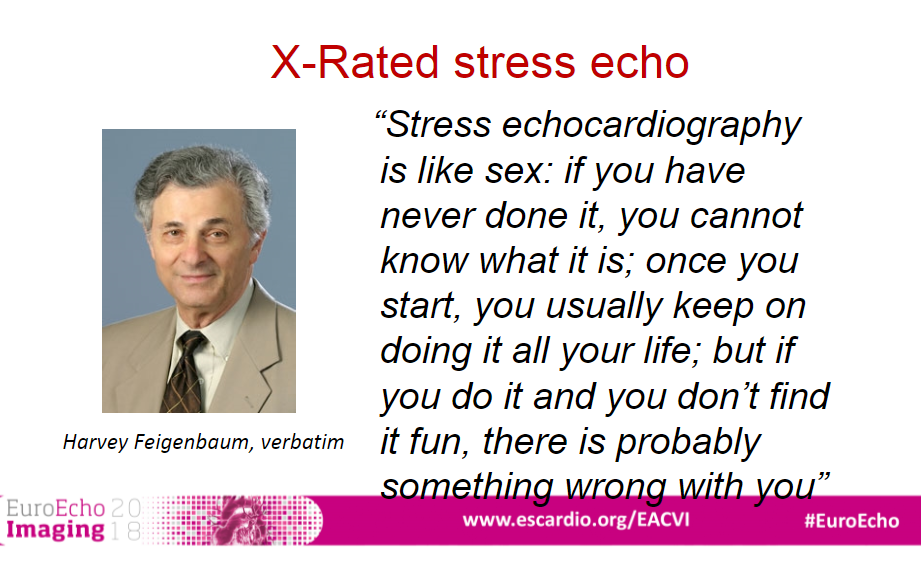 X-Rated stress echo
“Stress echocardiography
is like sex: if you have
never done it, you cannot
know what it is; once you
start, you usually keep on
doing it all your life; but if
you do it and you don’t find
it fun, there is probably
something wrong with you”
Harvey Feigenbaum, verbatim
EuroEcho 20
Imaging 18
www.escardio.org/EACVI
#EuroEcho